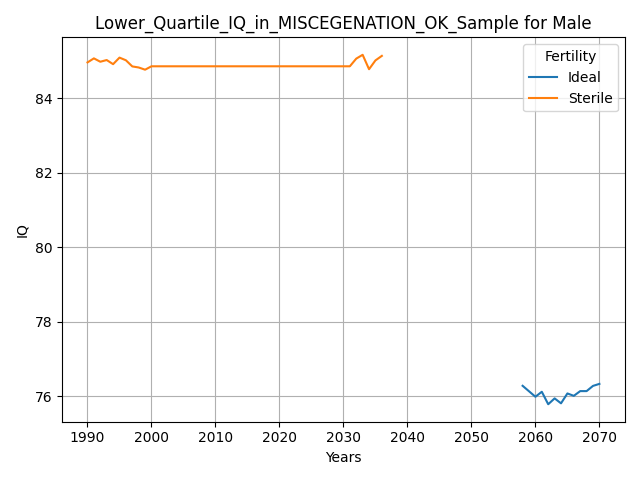 Lower_Quartile_IQ_in_MISCEGENATION_OK_Sample for Male
Fertility
Ideal
Sterile
84
82
80
78
76
IQ
1990 2000 2010 2020 2030 2040 2050 2060 2070
Years